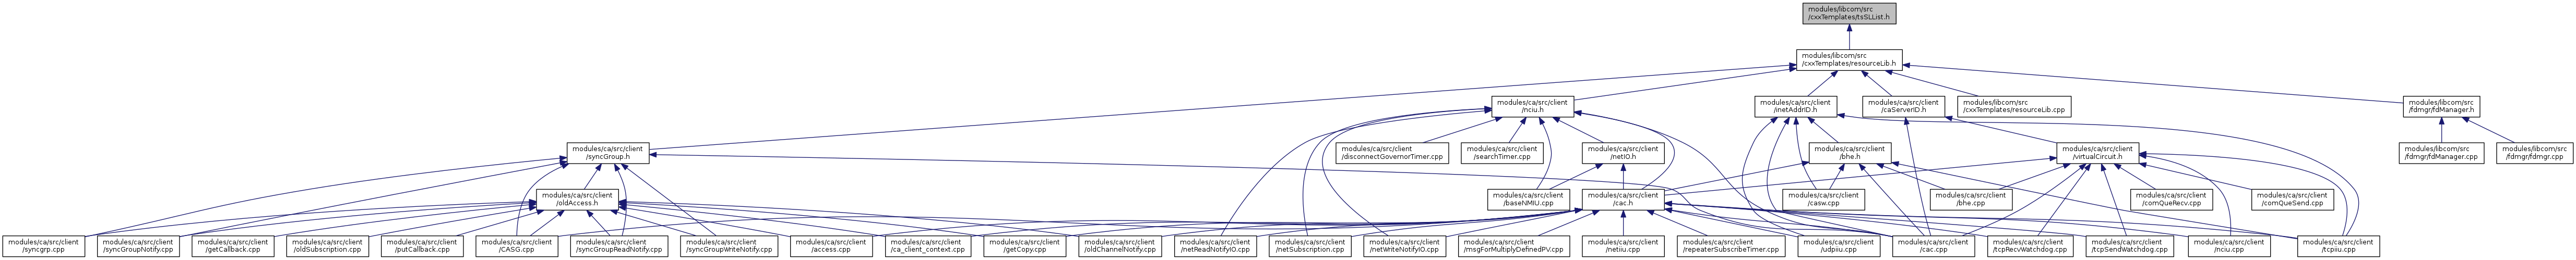 modules/libcom/src
/cxxTemplates/tsSLList.h
modules/libcom/src
/cxxTemplates/resourceLib.h
modules/ca/src/client
/nciu.h
modules/ca/src/client
/inetAddrID.h
modules/ca/src/client
/caServerID.h
modules/libcom/src
/cxxTemplates/resourceLib.cpp
modules/libcom/src
/fdmgr/fdManager.h
modules/ca/src/client
/syncGroup.h
modules/ca/src/client
/disconnectGovernorTimer.cpp
modules/ca/src/client
/searchTimer.cpp
modules/ca/src/client
/netIO.h
modules/ca/src/client
/bhe.h
modules/ca/src/client
/virtualCircuit.h
modules/libcom/src
/fdmgr/fdManager.cpp
modules/libcom/src
/fdmgr/fdmgr.cpp
modules/ca/src/client
/oldAccess.h
modules/ca/src/client
/baseNMIU.cpp
modules/ca/src/client
/cac.h
modules/ca/src/client
/casw.cpp
modules/ca/src/client
/bhe.cpp
modules/ca/src/client
/comQueRecv.cpp
modules/ca/src/client
/comQueSend.cpp
modules/ca/src/client
/syncgrp.cpp
modules/ca/src/client
/syncGroupNotify.cpp
modules/ca/src/client
/getCallback.cpp
modules/ca/src/client
/oldSubscription.cpp
modules/ca/src/client
/putCallback.cpp
modules/ca/src/client
/CASG.cpp
modules/ca/src/client
/syncGroupReadNotify.cpp
modules/ca/src/client
/syncGroupWriteNotify.cpp
modules/ca/src/client
/access.cpp
modules/ca/src/client
/ca_client_context.cpp
modules/ca/src/client
/getCopy.cpp
modules/ca/src/client
/oldChannelNotify.cpp
modules/ca/src/client
/netReadNotifyIO.cpp
modules/ca/src/client
/netSubscription.cpp
modules/ca/src/client
/netWriteNotifyIO.cpp
modules/ca/src/client
/msgForMultiplyDefinedPV.cpp
modules/ca/src/client
/netiiu.cpp
modules/ca/src/client
/repeaterSubscribeTimer.cpp
modules/ca/src/client
/udpiiu.cpp
modules/ca/src/client
/cac.cpp
modules/ca/src/client
/tcpRecvWatchdog.cpp
modules/ca/src/client
/tcpSendWatchdog.cpp
modules/ca/src/client
/nciu.cpp
modules/ca/src/client
/tcpiiu.cpp